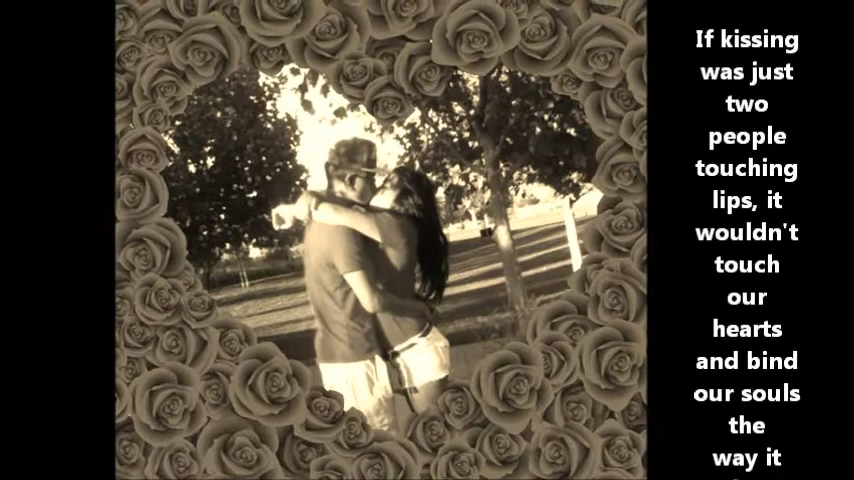 If kissing
was just
two
people
touching
lips, it
wouldn't
touch
our
hearts
and bind
our souls
the
way it